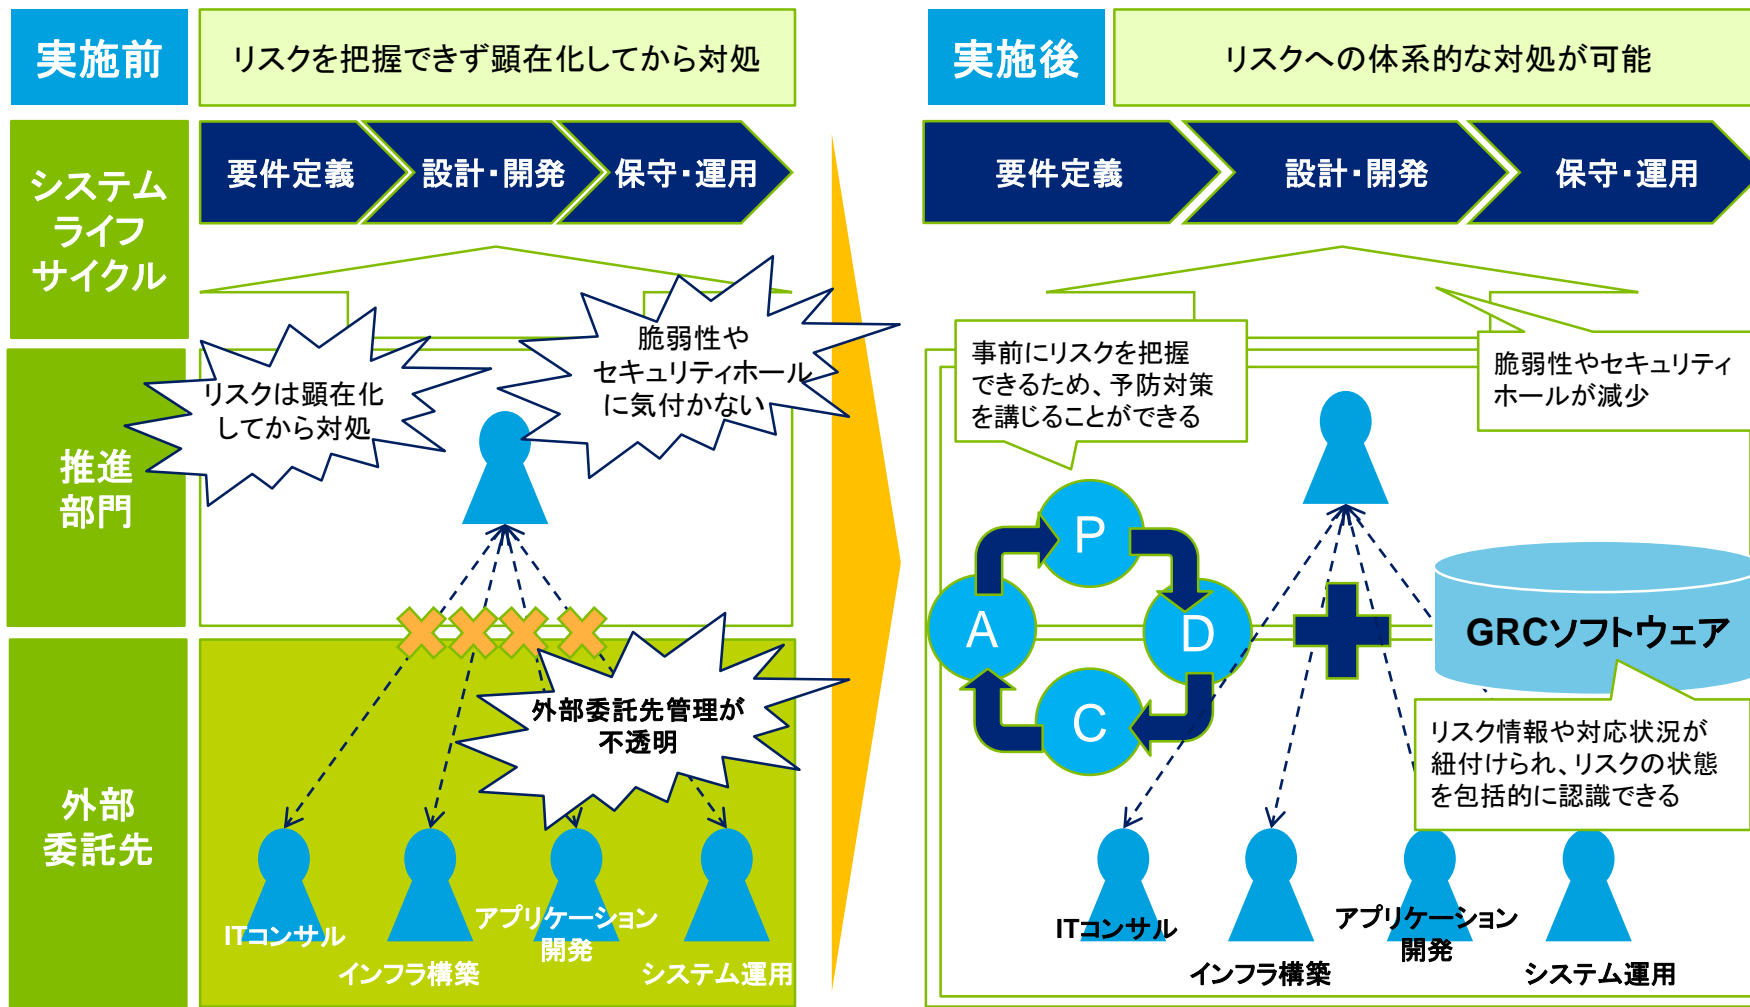 実施前
リスクを把握できず顕在化してから対処
システム
ライフ
サイクル
要件定義
設計・開発
保守・運用
推進
部門
リスクは顕在化
してから対処
脆弱性や
セキュリティホール
に気付かない
外部
委託先
外部委託先管理が
不透明
ITコンサル
インフラ構築
アプリケーション
開発
システム運用
実施後
リスクへの体系的な対処が可能
要件定義
設計・開発
保守・運用
事前にリスクを把握
できるため、予防対策
を講じることができる
脆弱性やセキュリティ
ホールが減少
P
D
C
A
GRCソフトウェア
リスク情報や対応状況が
紐付けられ、リスクの状態
を包括的に認識できる
ITコンサル
インフラ構築
アプリケーション
開発
システム運用